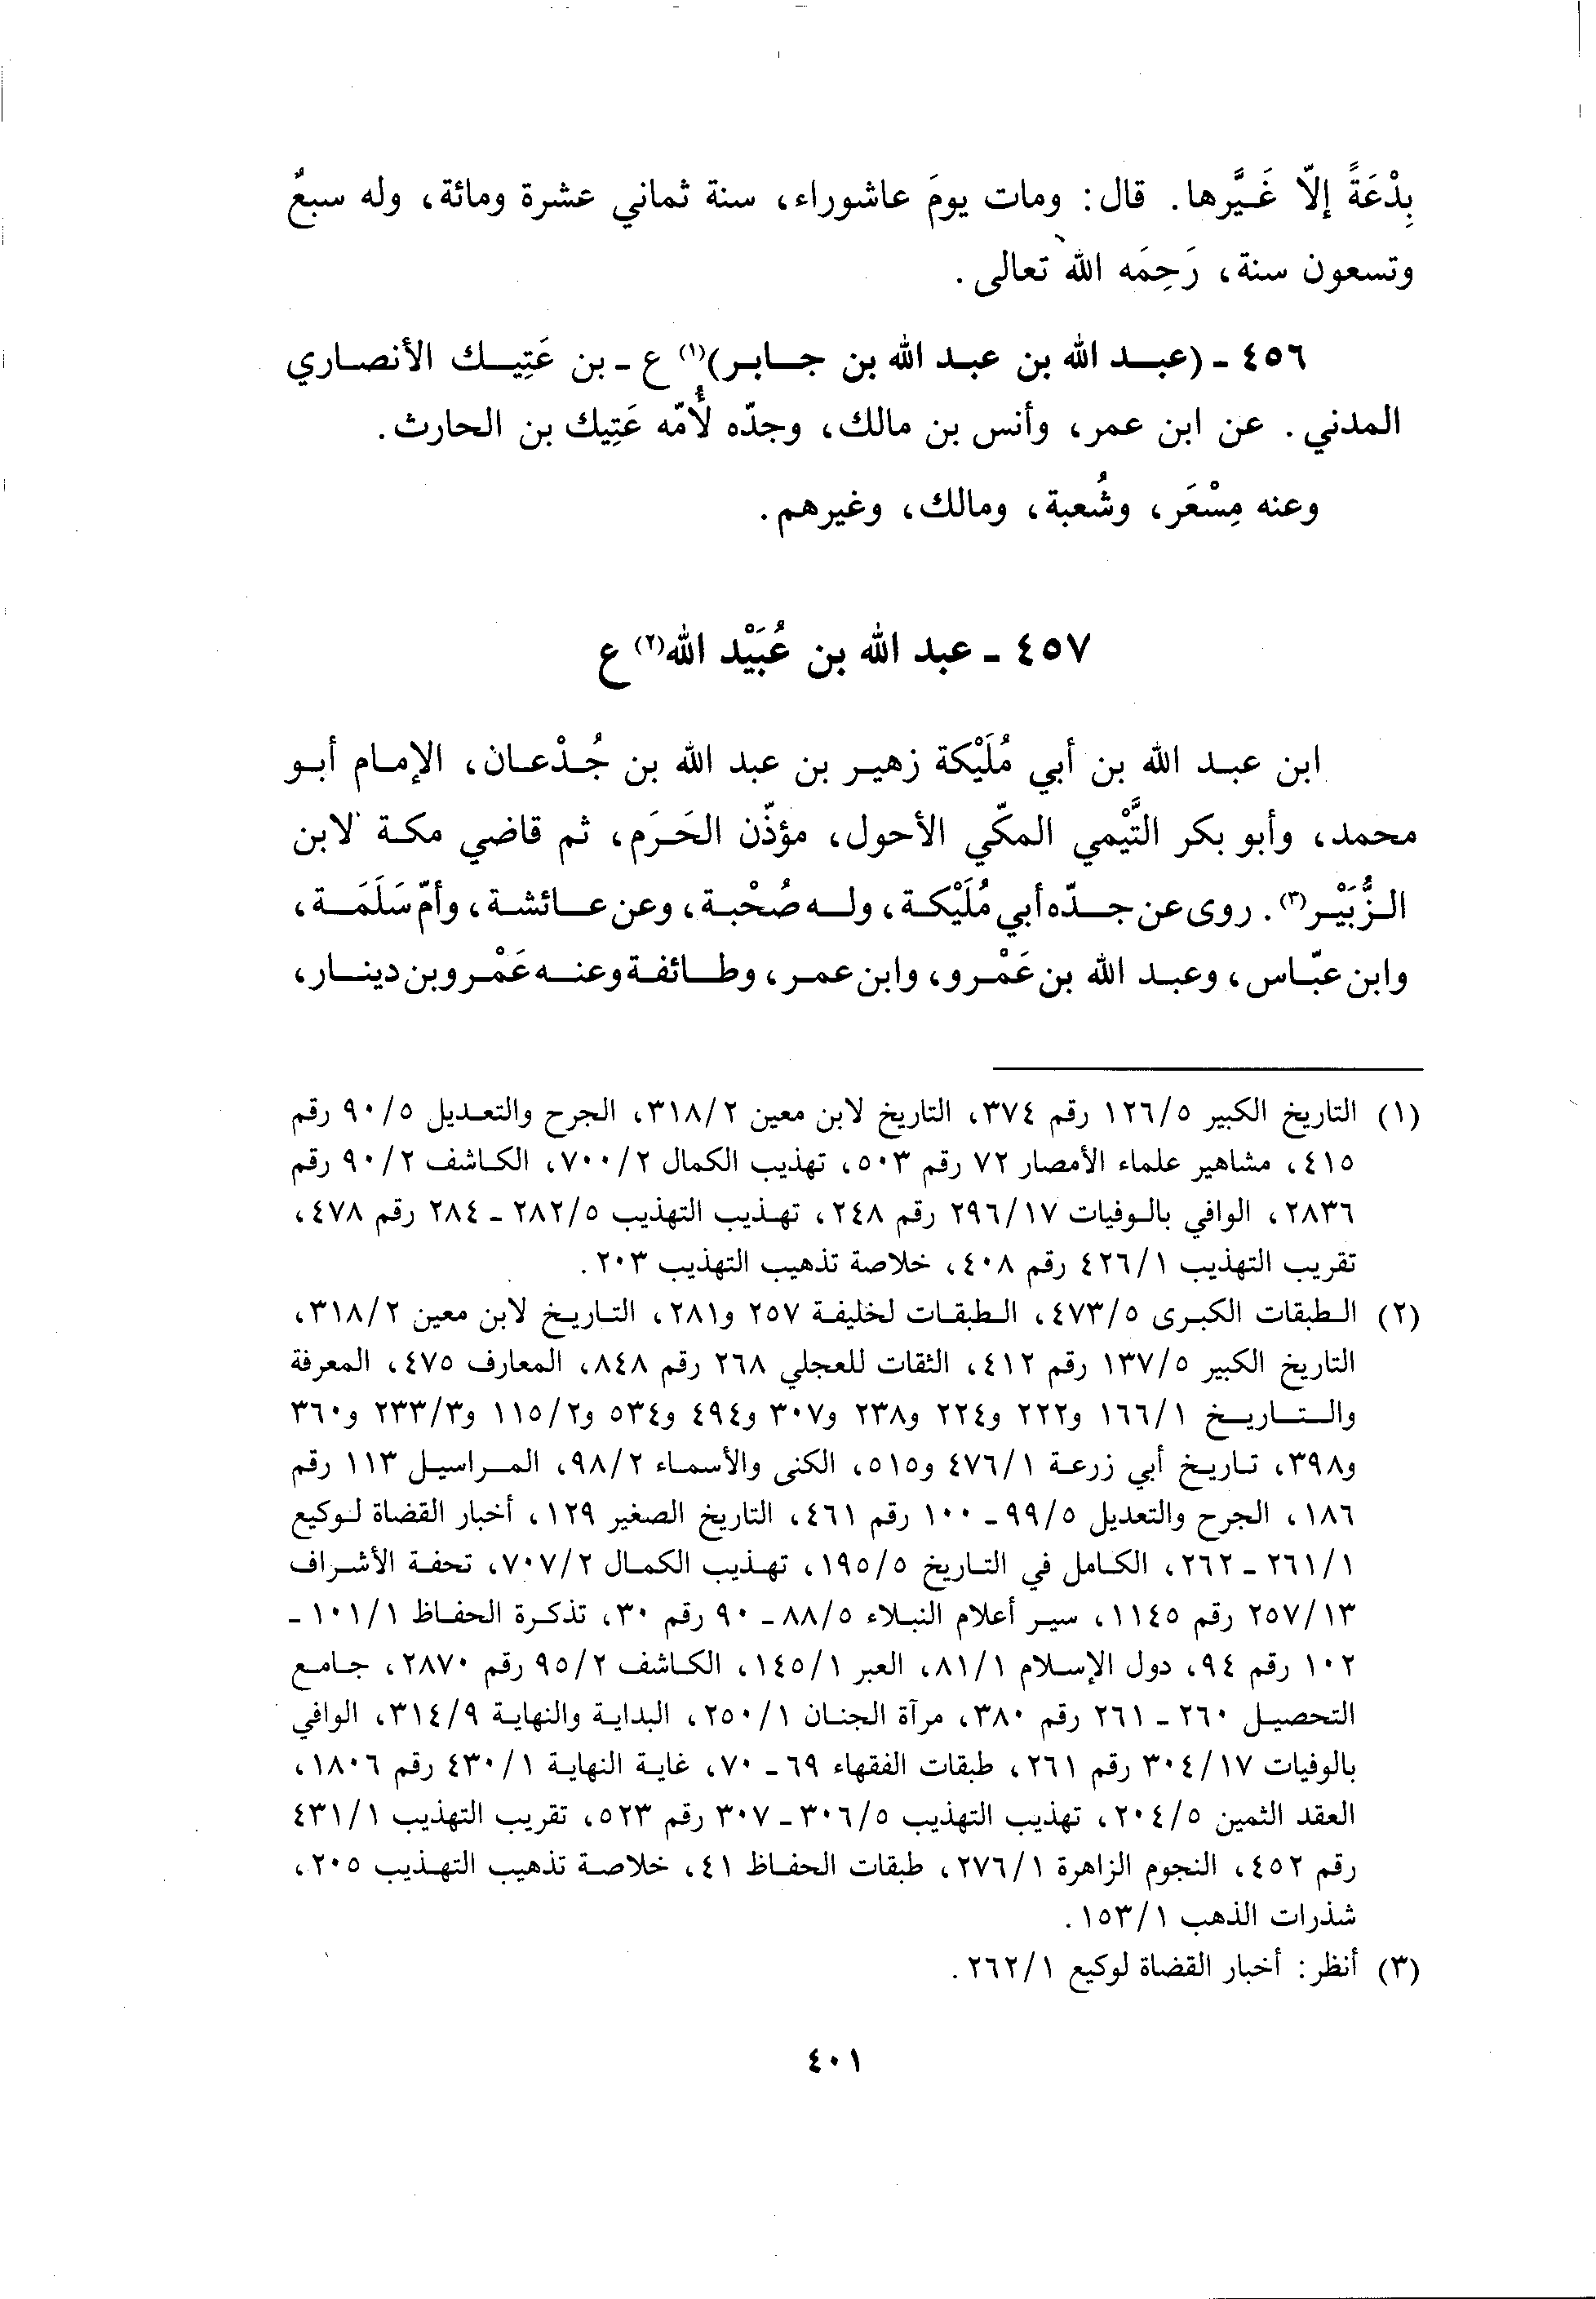 بِدْعَةً إلّا غَيَّرها. قال: ومات يومَ عاشوراء، سنة ثماني عشرة ومائة، وله سبعٌ
وتسعون سنة، رَحِمَه الله تعالى.
٤٥٦ - (عبد الله بن عبد الله بن جابر)(١) ع - بن عَتِيك الأنصاري
المدني. عن ابن عمر، وأنس بن مالك، وجدّه لأُمّه عَتِيك بن الحارث.
وعنه مِسْعَر، وشُعبة، ومالك، وغيرهم.
٤٥٧ - عبد الله بن عُبَيْد الله(٢) ع
ابن عبد الله بن أبي مُلَيْكة زهير بن عبد الله بن جُدْعان، الإمام أبو
محمد، وأبو بكر التَّيْمي المكّي الأحول، مؤذّن الحَرَم، ثم قاضي مكة لابن
الزُّبَيْر(٣). روى عن جدّه أبي مُلَيْكة، وله صُحْبة، وعن عائشة، وأمّ سَلَمَة،
وابن عبّاس، وعبد الله بن عَمْرو، وابن عمر، وطائفة وعنه عَمْرو بن دينار،
(١) التاريخ الكبير ١٢٦/٥ رقم ٣٧٤، التاريخ لابن معين ٣١٨/٢، الجرح والتعديل ٩٠/٥ رقم
٤١٥، مشاهير علماء الأمصار ٧٢ رقم ٥٠٣، تهذيب الكمال ٧٠٠/٢، الكاشف ٩٠/٢ رقم
٢٨٣٦، الوافي بالوفيات ٢٩٦/١٧ رقم ٢٤٨، تهذيب التهذيب ٢٨٢/٥ - ٢٨٤ رقم ٤٧٨،
تقريب التهذيب ٤٢٦/١ رقم ٤٠٨، خلاصة تذهيب التهذيب ٢٠٣.
(٢) الطبقات الكبرى ٤٧٣/٥، الطبقات لخليفة ٢٥٧ و٢٨١، التاريخ لابن معين ٣١٨/٢،
التاريخ الكبير ١٣٧/٥ رقم ٤١٢، الثقات للعجلي ٢٦٨ رقم ٨٤٨، المعارف ٤٧٥، المعرفة
والتاريخ ١٦٦/١ و٢٢٢ و٢٢٤ و٢٣٨ و٣٠٧ و٤٩٤ و٥٣٤ و١١٥/٢ و٢٣٣/٣ و٣٦٠
و٣٩٨، تاريخ أبي زرعة ٤٧٦/١ و٥١٥، الكنى والأسماء ٩٨/٢، المراسيل ١١٣ رقم
١٨٦، الجرح والتعديل ٩٩/٥ - ١٠٠ رقم ٤٦١، التاريخ الصغير ١٢٩، أخبار القضاة لوكيع
٢٦١/١ - ٢٦٢، الكامل في التاريخ ١٩٥/٥، تهذيب الكمال ٧٠٧/٢، تحفة الأشراف
٢٥٧/١٣ رقم ١١٤٥، سير أعلام النبلاء ٨٨/٥ - ٩٠ رقم ٣٠، تذكرة الحفاظ ١٠١/١ -
١٠٢ رقم ٩٤، دول الإسلام ٨١/١، العبر ١٤٥/١، الكاشف ٩٥/٢ رقم ٢٨٧٠، جامع
التحصيل ٢٦٠ - ٢٦١ رقم ٣٨٠، مرآة الجنان ٢٥٠/١، البداية والنهاية ٣١٤/٩، الوافي
بالوفيات ٣٠٤/١٧ رقم ٢٦١، طبقات الفقهاء ٦٩ - ٧٠، غاية النهاية ٤٣٠/١ رقم ١٨٠٦،
العقد الثمين ٢٠٤/٥، تهذيب التهذيب ٣٠٦/٥ - ٣٠٧ رقم ٥٢٣، تقريب التهذيب ٤٣١/١
رقم ٤٥٢، النجوم الزاهرة ٢٧٦/١، طبقات الحفاظ ٤١، خلاصة تذهيب التهذيب ٢٠٥،
شذرات الذهب ١٥٣/١.
(٣) أنظر: أخبار القضاة لوكيع ٢٦٢/١.
٤٠١